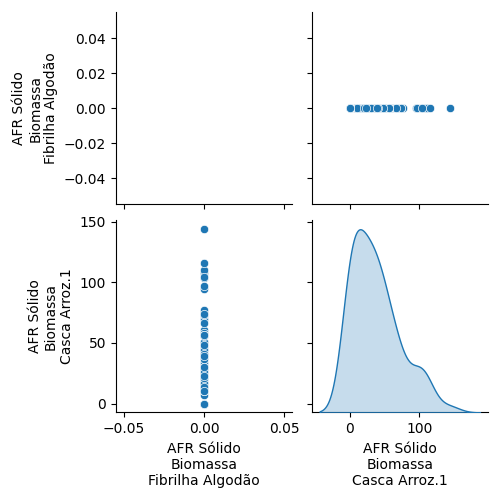 0.04
0.02
0.00
−0.02
−0.04
AFR Sólido
Biomassa
Fibrilha Algodão
150
100
50
0
AFR Sólido
Biomassa
Casca Arroz.1
−0.05
0.00
0.05
0
100
AFR Sólido
Biomassa
Fibrilha Algodão
AFR Sólido
Biomassa
Casca Arroz.1